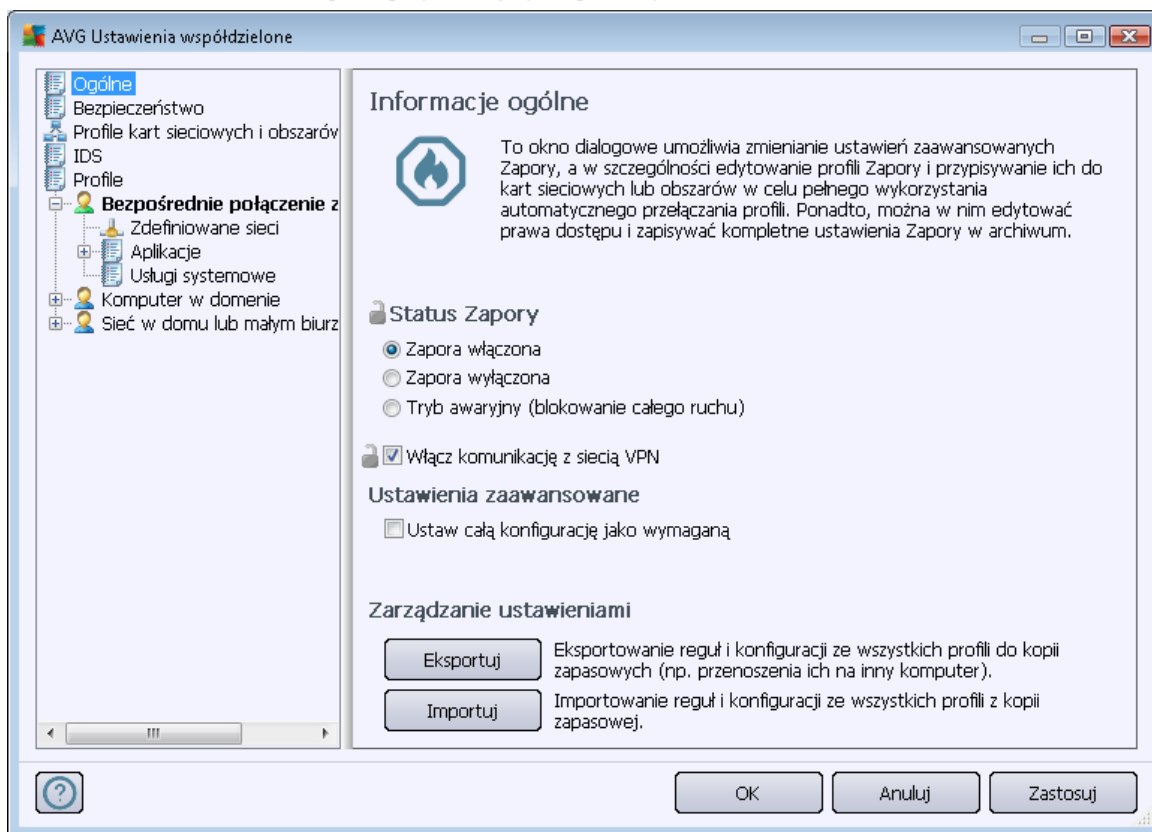 AVG Ustawienia współdzielone
Ogólne
Bezpieczeństwo
Profile kart sieciowych i obszarów
IDS
Profile
Bezpośrednie połączenie z
Zdefiniowane sieci
Aplikacje
Usługi systemowe
Komputer w domenie
Sieć w domu lub małym biurz
Informacje ogólne
To okno dialogowe umożliwia zmienianie ustawień zaawansowanych
Zapory, a w szczególności edytowanie profili Zapory i przypisywanie ich do
kart sieciowych lub obszarów w celu pełnego wykorzystania
automatycznego przełączania profili. Ponadto, można w nim edytować
prawa dostępu i zapisywać kompletne ustawienia Zapory w archiwum.
Status Zapory
Zapora włączona
Zapora wyłączona
Tryb awaryjny (blokowanie całego ruchu)
Włącz komunikację z siecią VPN
Ustawienia zaawansowane
Ustaw całą konfigurację jako wymaganą
Zarządzanie ustawieniami
Eksportuj
Eksportowanie reguł i konfiguracji ze wszystkich profili do kopii
zapasowych (np. przenoszenia ich na inny komputer).
Importuj
Importowanie reguł i konfiguracji ze wszystkich profili z kopii
zapasowej.
OK
Anuluj
Zastosuj